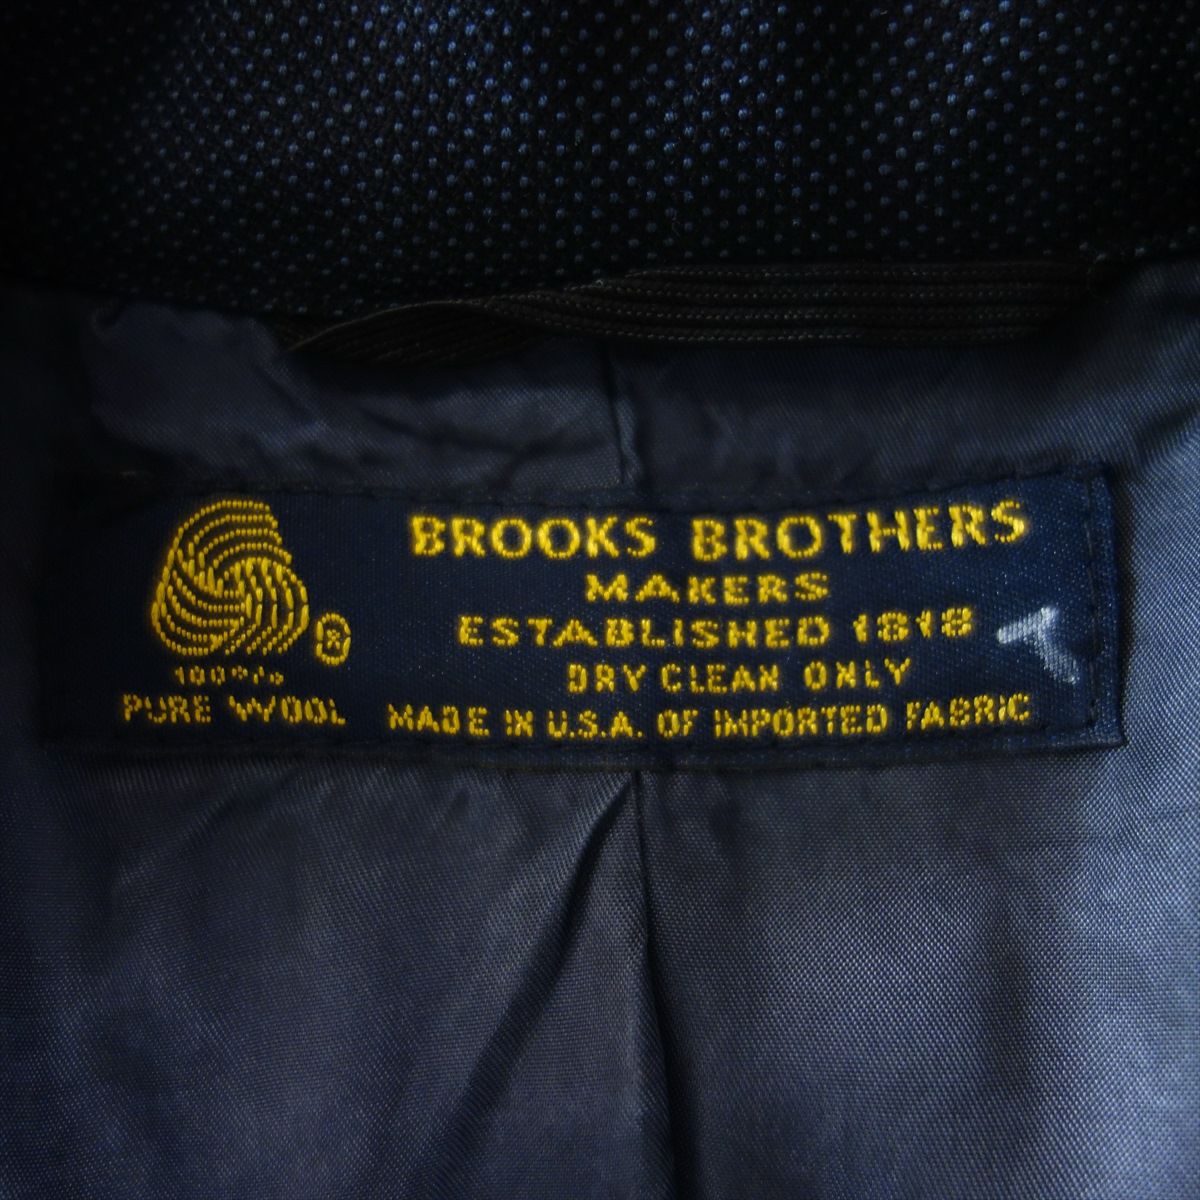 BROOKS BROTHERS
MAKERS
ESTABLISHED 1818
DRY CLEAN ONLY
MADE IN U.S.A. OF IMPORTED FABRIC
®
100%
PURE WOOL
T